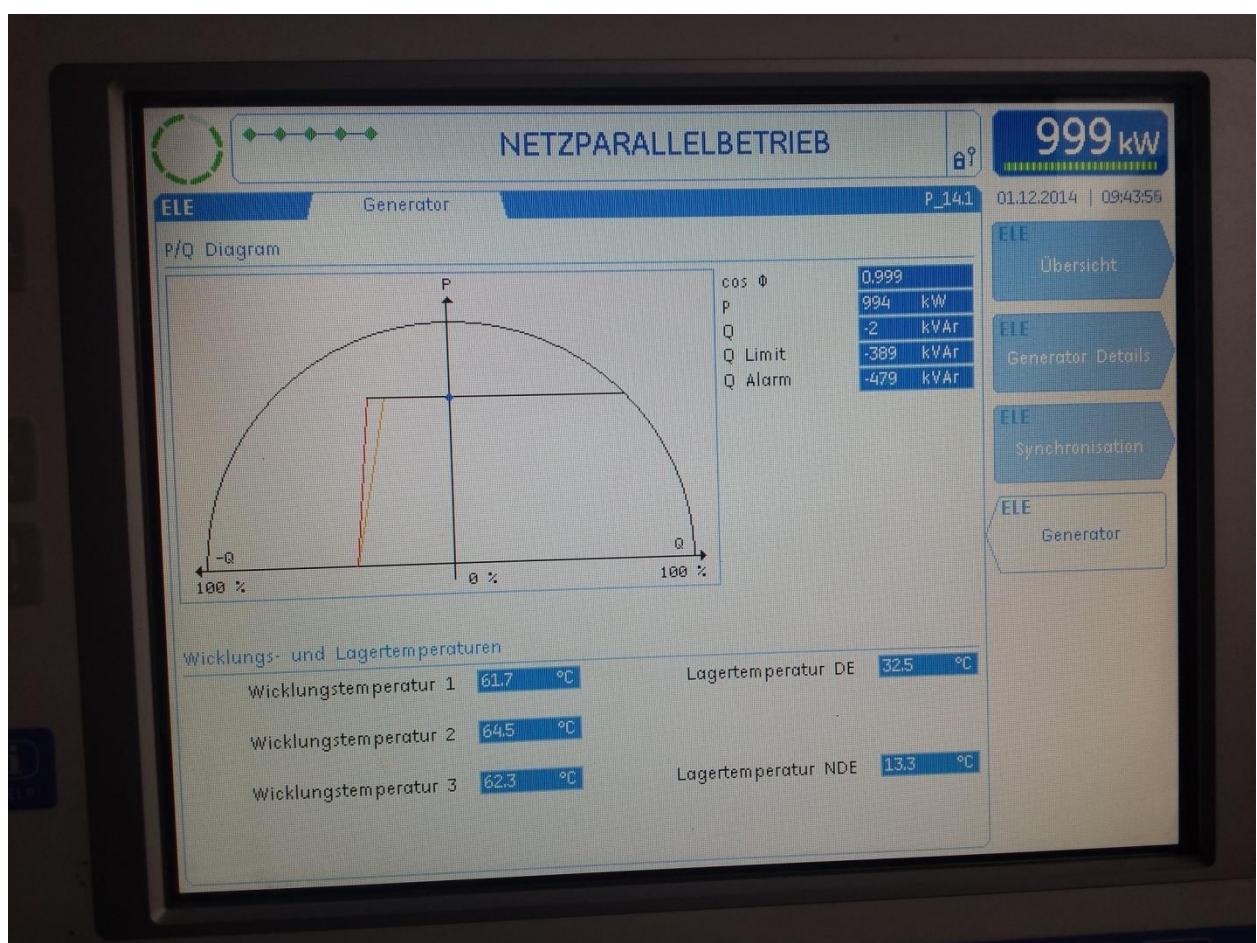 NETZPARALLELBETRIEB
999 kW
ELE Generator P_14.1
01.12.2014 | 09:43:56
P/Q Diagram
P
-Q
Q
100 %
0 %
100 %
cos Φ 0.999
P 994 kW
Q -2 kVAr
Q Limit -389 kVAr
Q Alarm -479 kVAr
ELE
Übersicht
ELE
Generator Details
ELE
Synchronisation
ELE
Generator
Wicklungs- und Lagertemperaturen
Wicklungstemperatur 1 61.7 °C
Lagertemperatur DE 32.5 °C
Wicklungstemperatur 2 64.5 °C
Wicklungstemperatur 3 62.3 °C
Lagertemperatur NDE 13.3 °C